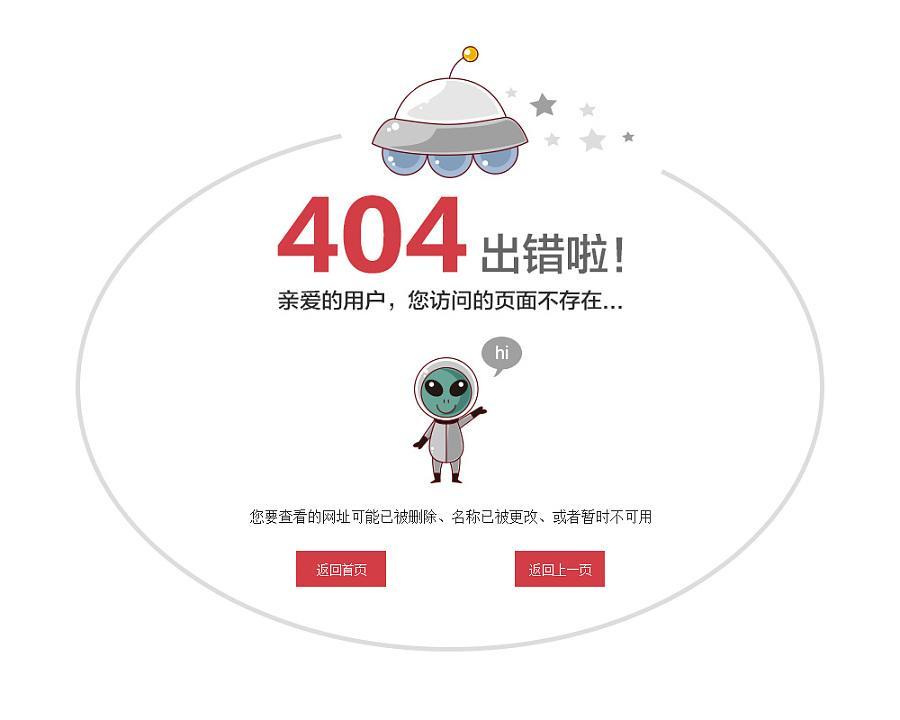 404 出错啦!
亲爱的用户，您访问的页面不存在...
hi
您要查看的网址可能已被删除、名称已被更改、或者暂时不可用
返回首页
返回上一页